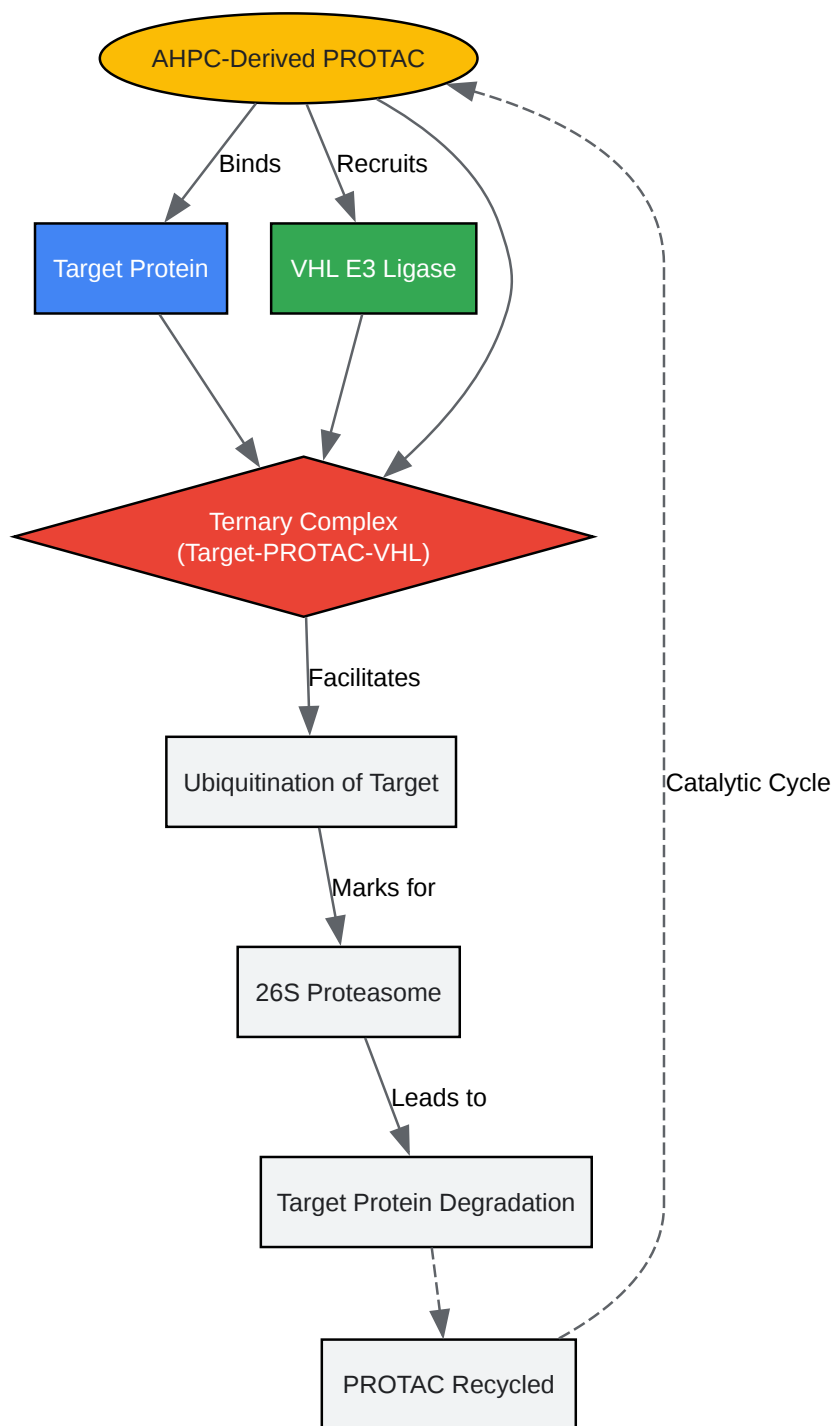 AHPC-Derived PROTAC
Binds
Recruits
Target Protein
VHL E3 Ligase
Ternary Complex
(Target-PROTAC-VHL)
Facilitates
Ubiquitination of Target
Catalytic Cycle
Marks for
26S Proteasome
Leads to
Target Protein Degradation
PROTAC Recycled